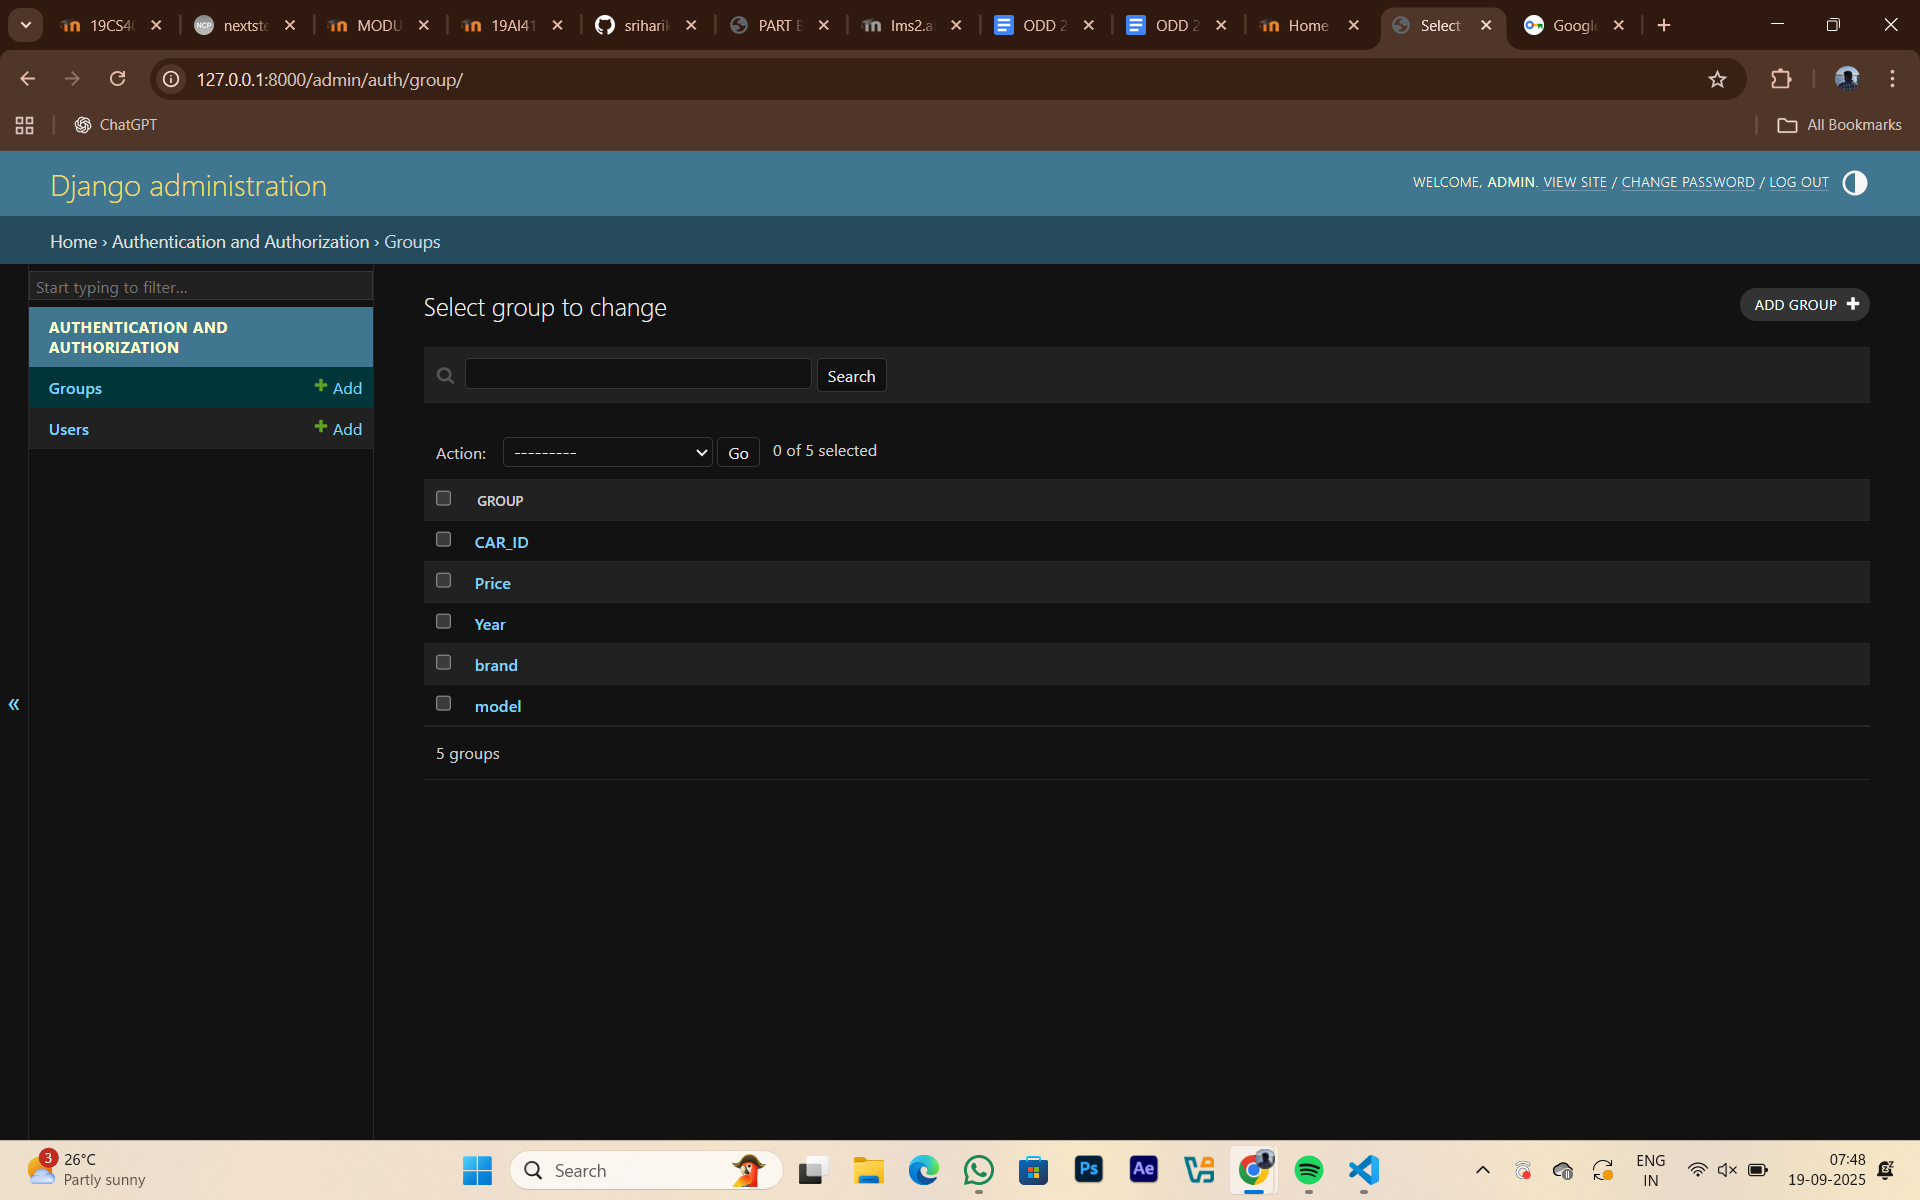 19CS4
nextste
MODU
19AI41
srihari
PART B
lms2.a
ODD 2
ODD 2
Home
Select
Google
127.0.0.1:8000/admin/auth/group/
ChatGPT
All Bookmarks
Django administration
WELCOME, ADMIN. VIEW SITE / CHANGE PASSWORD / LOG OUT
Home › Authentication and Authorization › Groups
Start typing to filter...
AUTHENTICATION AND
AUTHORIZATION
Groups
Add
Users
Add
«
Select group to change
ADD GROUP
Search
Action: --------- Go 0 of 5 selected
GROUP
CAR_ID
Price
Year
brand
model
5 groups
3
26°C
Partly sunny
Search
Ps
Ae
ENG
IN
07:48
19-09-2025